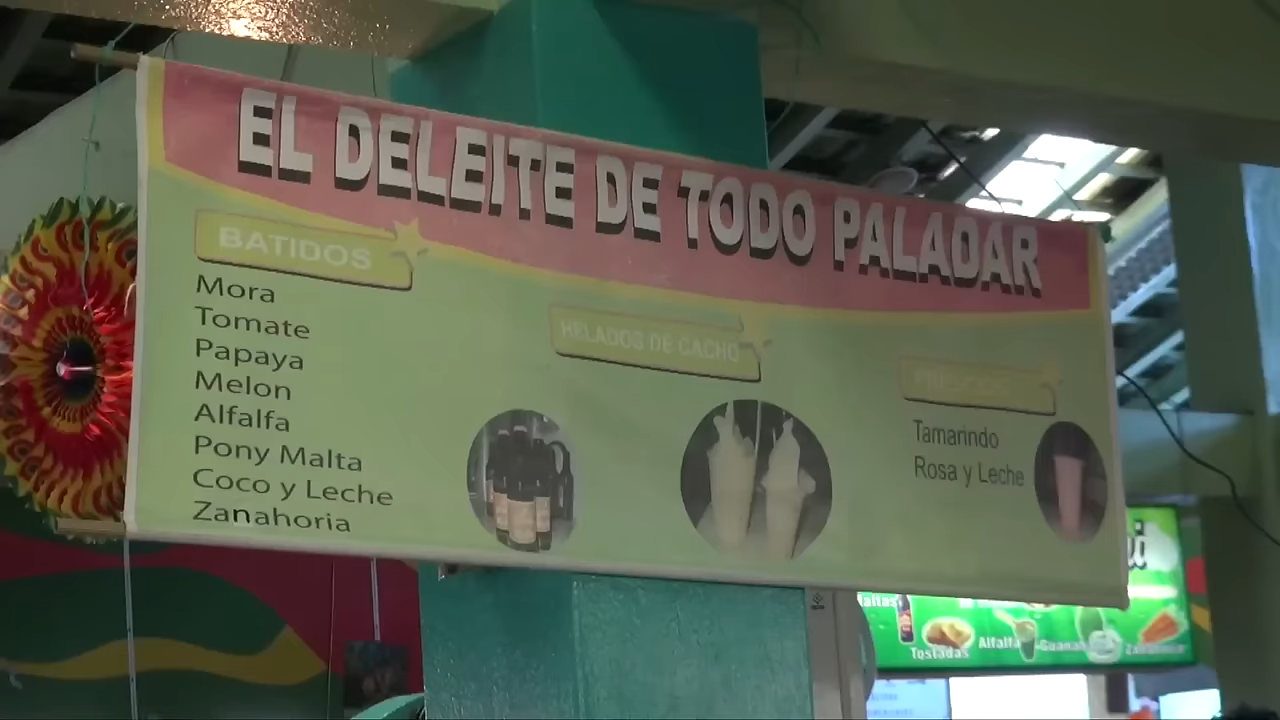 EL DELEITE DE TODO PALADAR
BATIDOS
Mora
Tomate
Papaya
Melon
Alfalfa
Pony Malta
Coco y Leche
Zanahoria
HELADOS DE CACHO
FRESCOS
Tamarindo
Rosa y Leche
Tostadas
Alfalfa